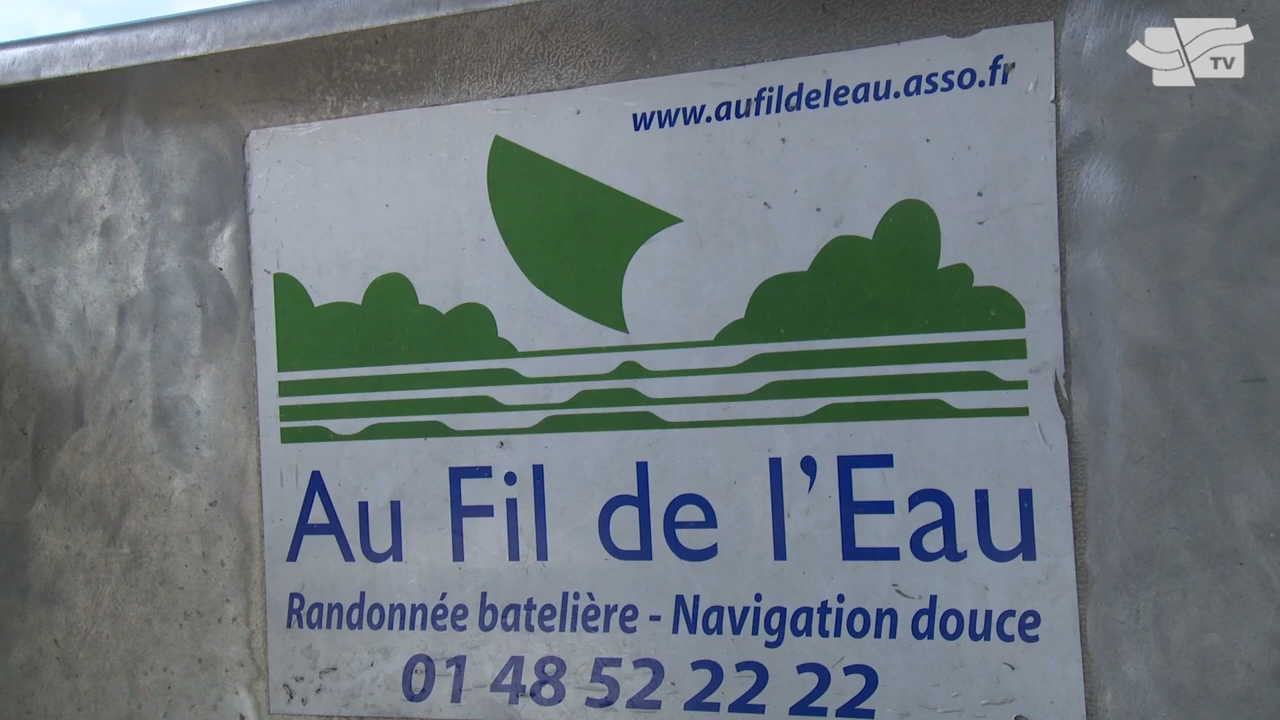 TV
www.aufildeleau.asso.fr
Au Fil de l'Eau
Randonnée batelière - Navigation douce
01 48 52 22 22